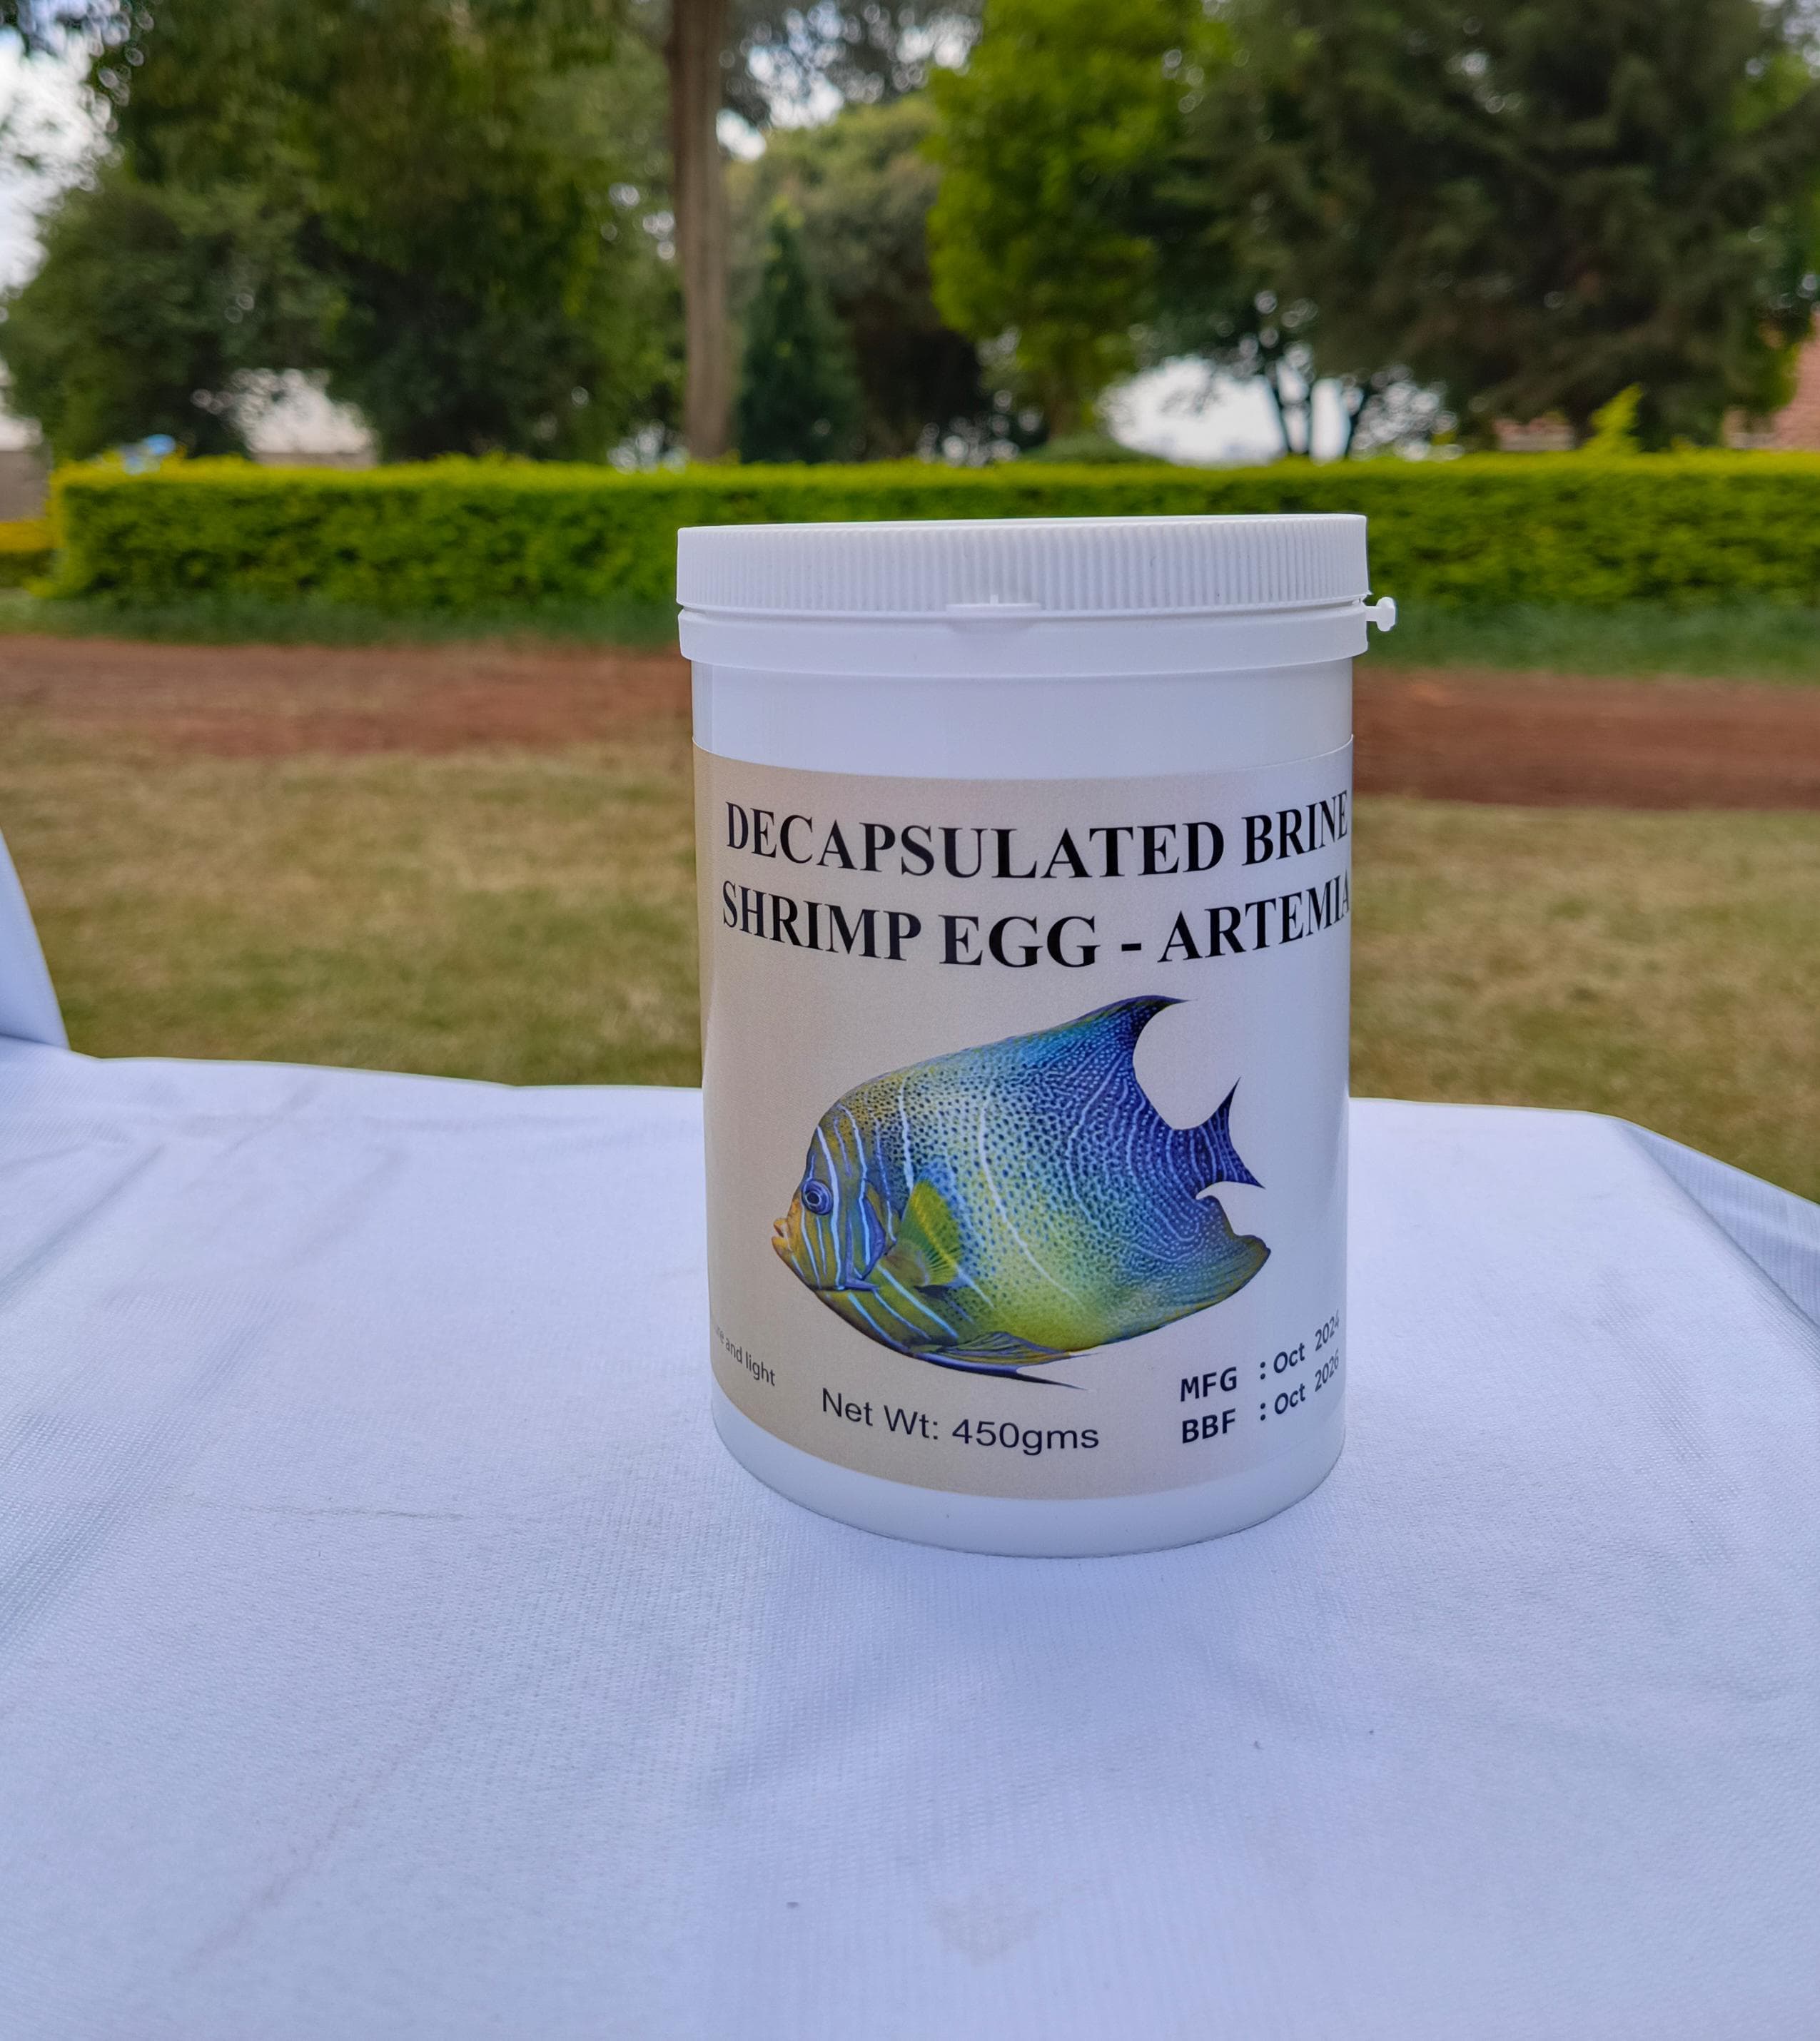 DECAPSULATED BRINE
SHRIMP EGG - ARTEMIA
and light
Net Wt: 450gms
MFG : Oct 2024
BBF : Oct 2026